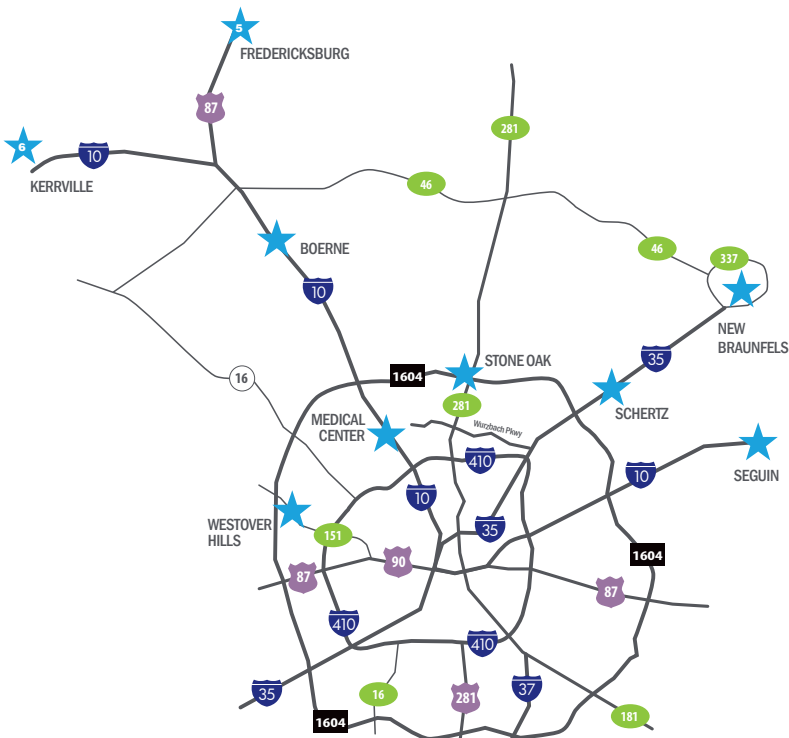 5
FREDERICKSBURG
87
281
6
10
KERRVILLE
46
BOERNE
46
337
10
NEW
BRAUNFELS
STONE OAK
35
1604
16
281
SCHERTZ
MEDICAL
CENTER
Wurzbach Pkwy
410
10
SEGUIN
10
WESTOVER
HILLS
151
35
1604
90
87
87
410
410
35
16
281
37
181
1604